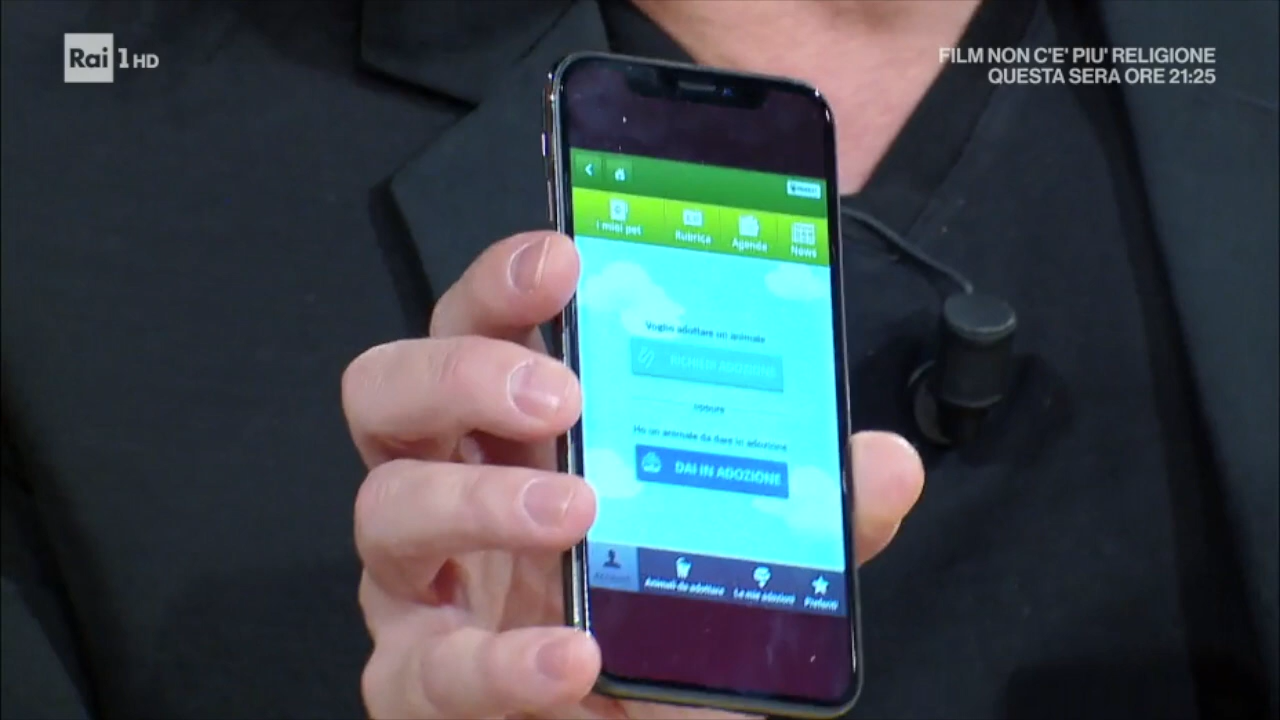 Rai 1 HD
FILM NON C'E' PIU' RELIGIONE
QUESTA SERA ORE 21:25
I miei pet
Rubrica
Agenda
News
Voglio adottare un animale
RICHIEDI ADOZIONE
oppure
Ho un animale da dare in adozione
DAI IN ADOZIONE
Account
Animali da adottare
Le mie adozioni
Preferiti